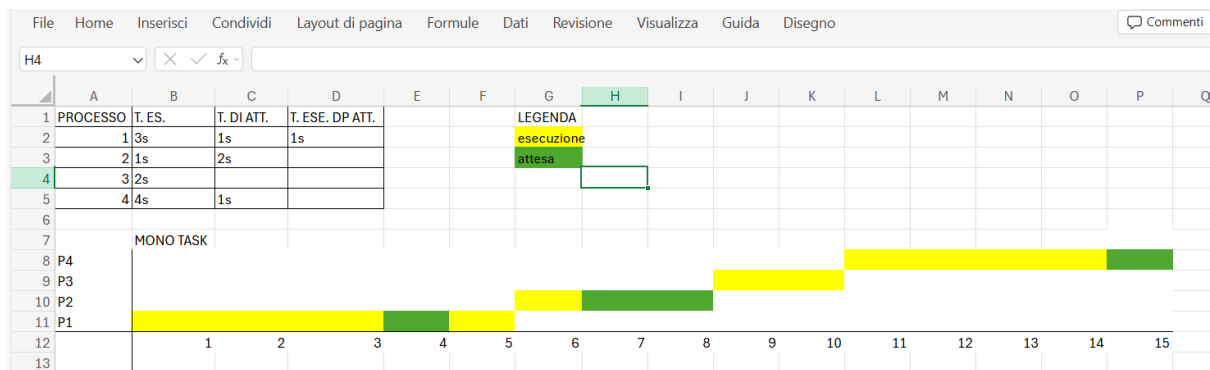 File Home Inserisci Condividi Layout di pagina Formule Dati Revisione Visualizza Guida Disegno Commenti
H4 fx
A B C D E F G H I J K L M N O P Q
1 PROCESSO T. ES. T. DI ATT. T. ESE. DP ATT. LEGENDA
2 1 3s 1s 1s esecuzione
3 2 1s 2s attesa
4 3 2s
5 4 4s 1s
6
7 MONO TASK
8 P4
9 P3
10 P2
11 P1
12 1 2 3 4 5 6 7 8 9 10 11 12 13 14 15
13